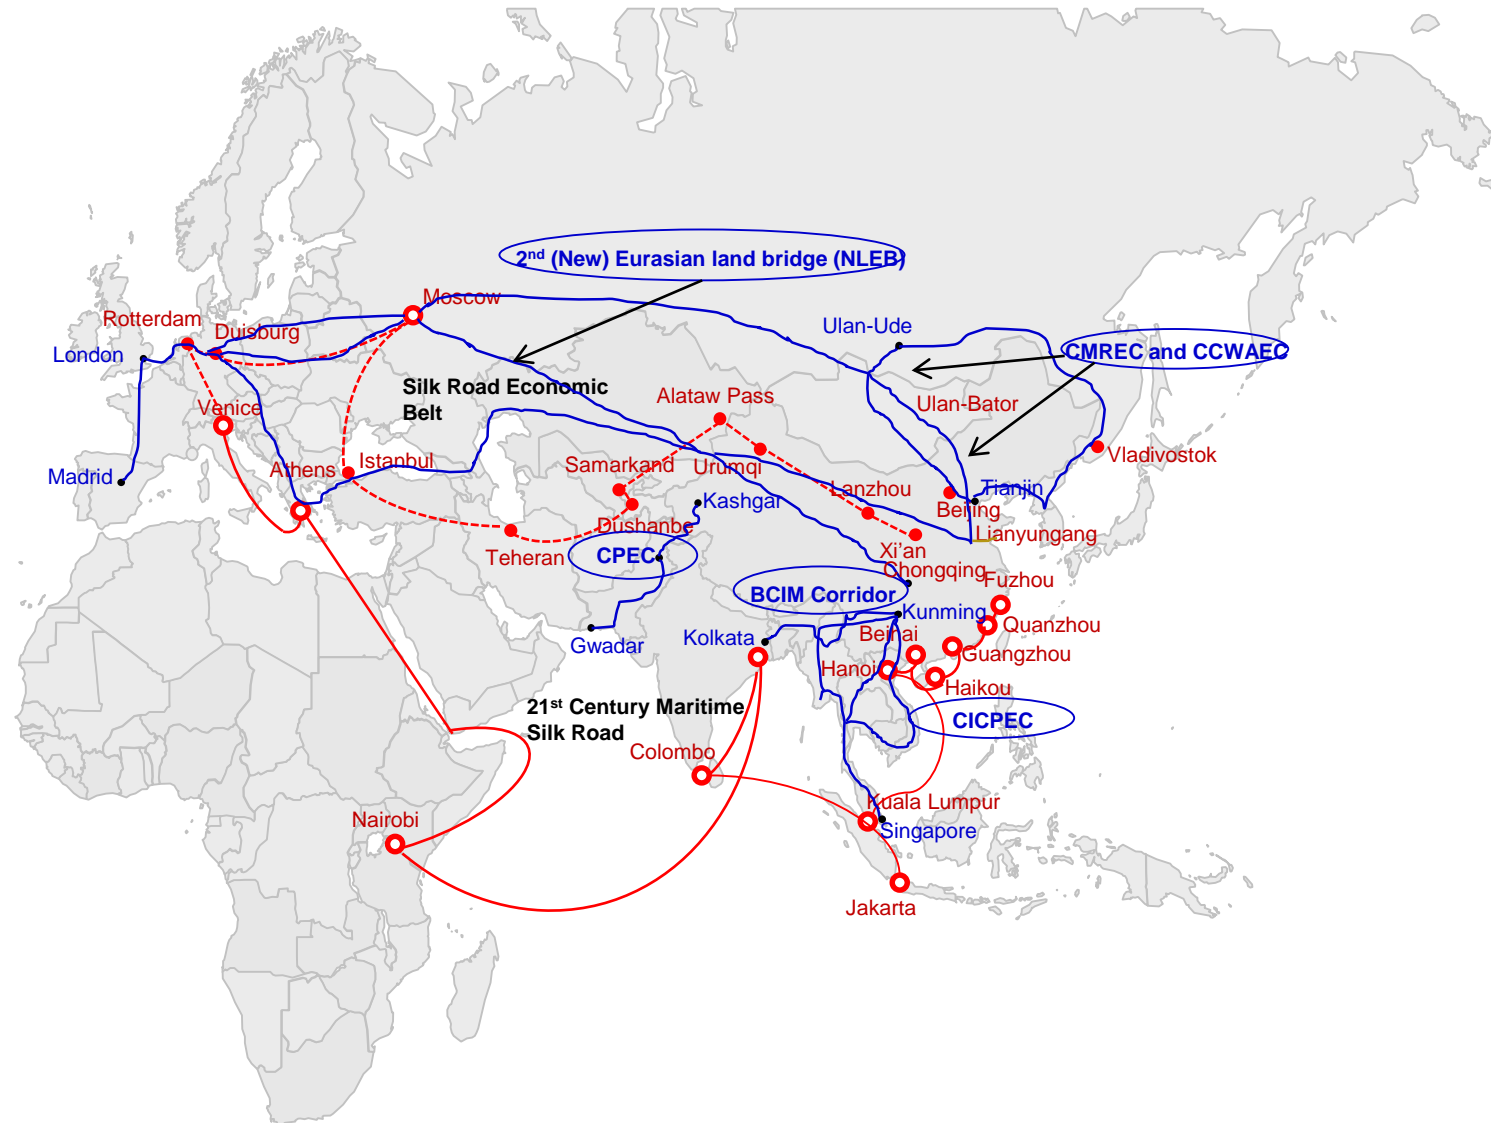 2nd (New) Eurasian land bridge (NLEB)
Moscow
Rotterdam
Duisburg
Ulan-Ude
London
CMREC and CCWAEC
Silk Road Economic
Belt
Alataw Pass
Ulan-Bator
Venice
Vladivostok
Athens
Istanbul
Samarkand
Urumqi
Madrid
Lanzhou
Tianjin
Kashgar
Beijing
Dushanbe
Lianyungang
Teheran
CPEC
Xi'an
Chongqing
Fuzhou
BCIM Corridor
Kunming
Quanzhou
Gwadar
Kolkata
Beihai
Guangzhou
Hanoi
Haikou
21st Century Maritime
Silk Road
CICPEC
Colombo
Kuala Lumpur
Nairobi
Singapore
Jakarta